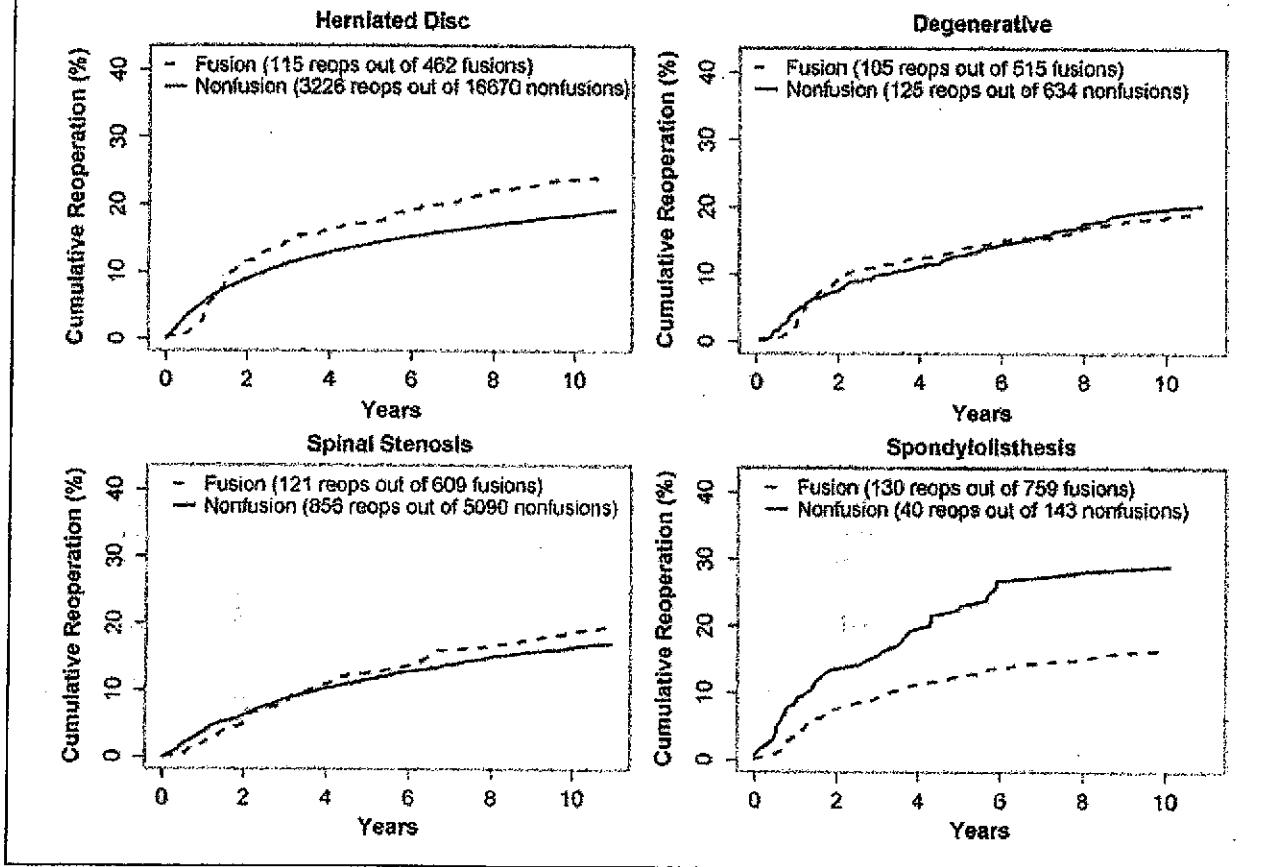 Herniated Disc
Cumulative Reoperation (%)
40
30
20
10
0
- Fusion (115 reops out of 462 fusions)
— Nonfusion (3226 reops out of 16670 nonfusions)
0 2 4 6 8 10
Years
Degenerative
Cumulative Reoperation (%)
40
30
20
10
0
- Fusion (105 reops out of 515 fusions)
— Nonfusion (125 reops out of 634 nonfusions)
0 2 4 6 8 10
Years
Spinal Stenosis
Cumulative Reoperation (%)
40
30
20
10
0
- Fusion (121 reops out of 609 fusions)
— Nonfusion (856 reops out of 5090 nonfusions)
0 2 4 6 8 10
Years
Spondylolisthesis
Cumulative Reoperation (%)
40
30
20
10
0
- Fusion (130 reops out of 759 fusions)
— Nonfusion (40 reops out of 143 nonfusions)
0 2 4 6 8 10
Years